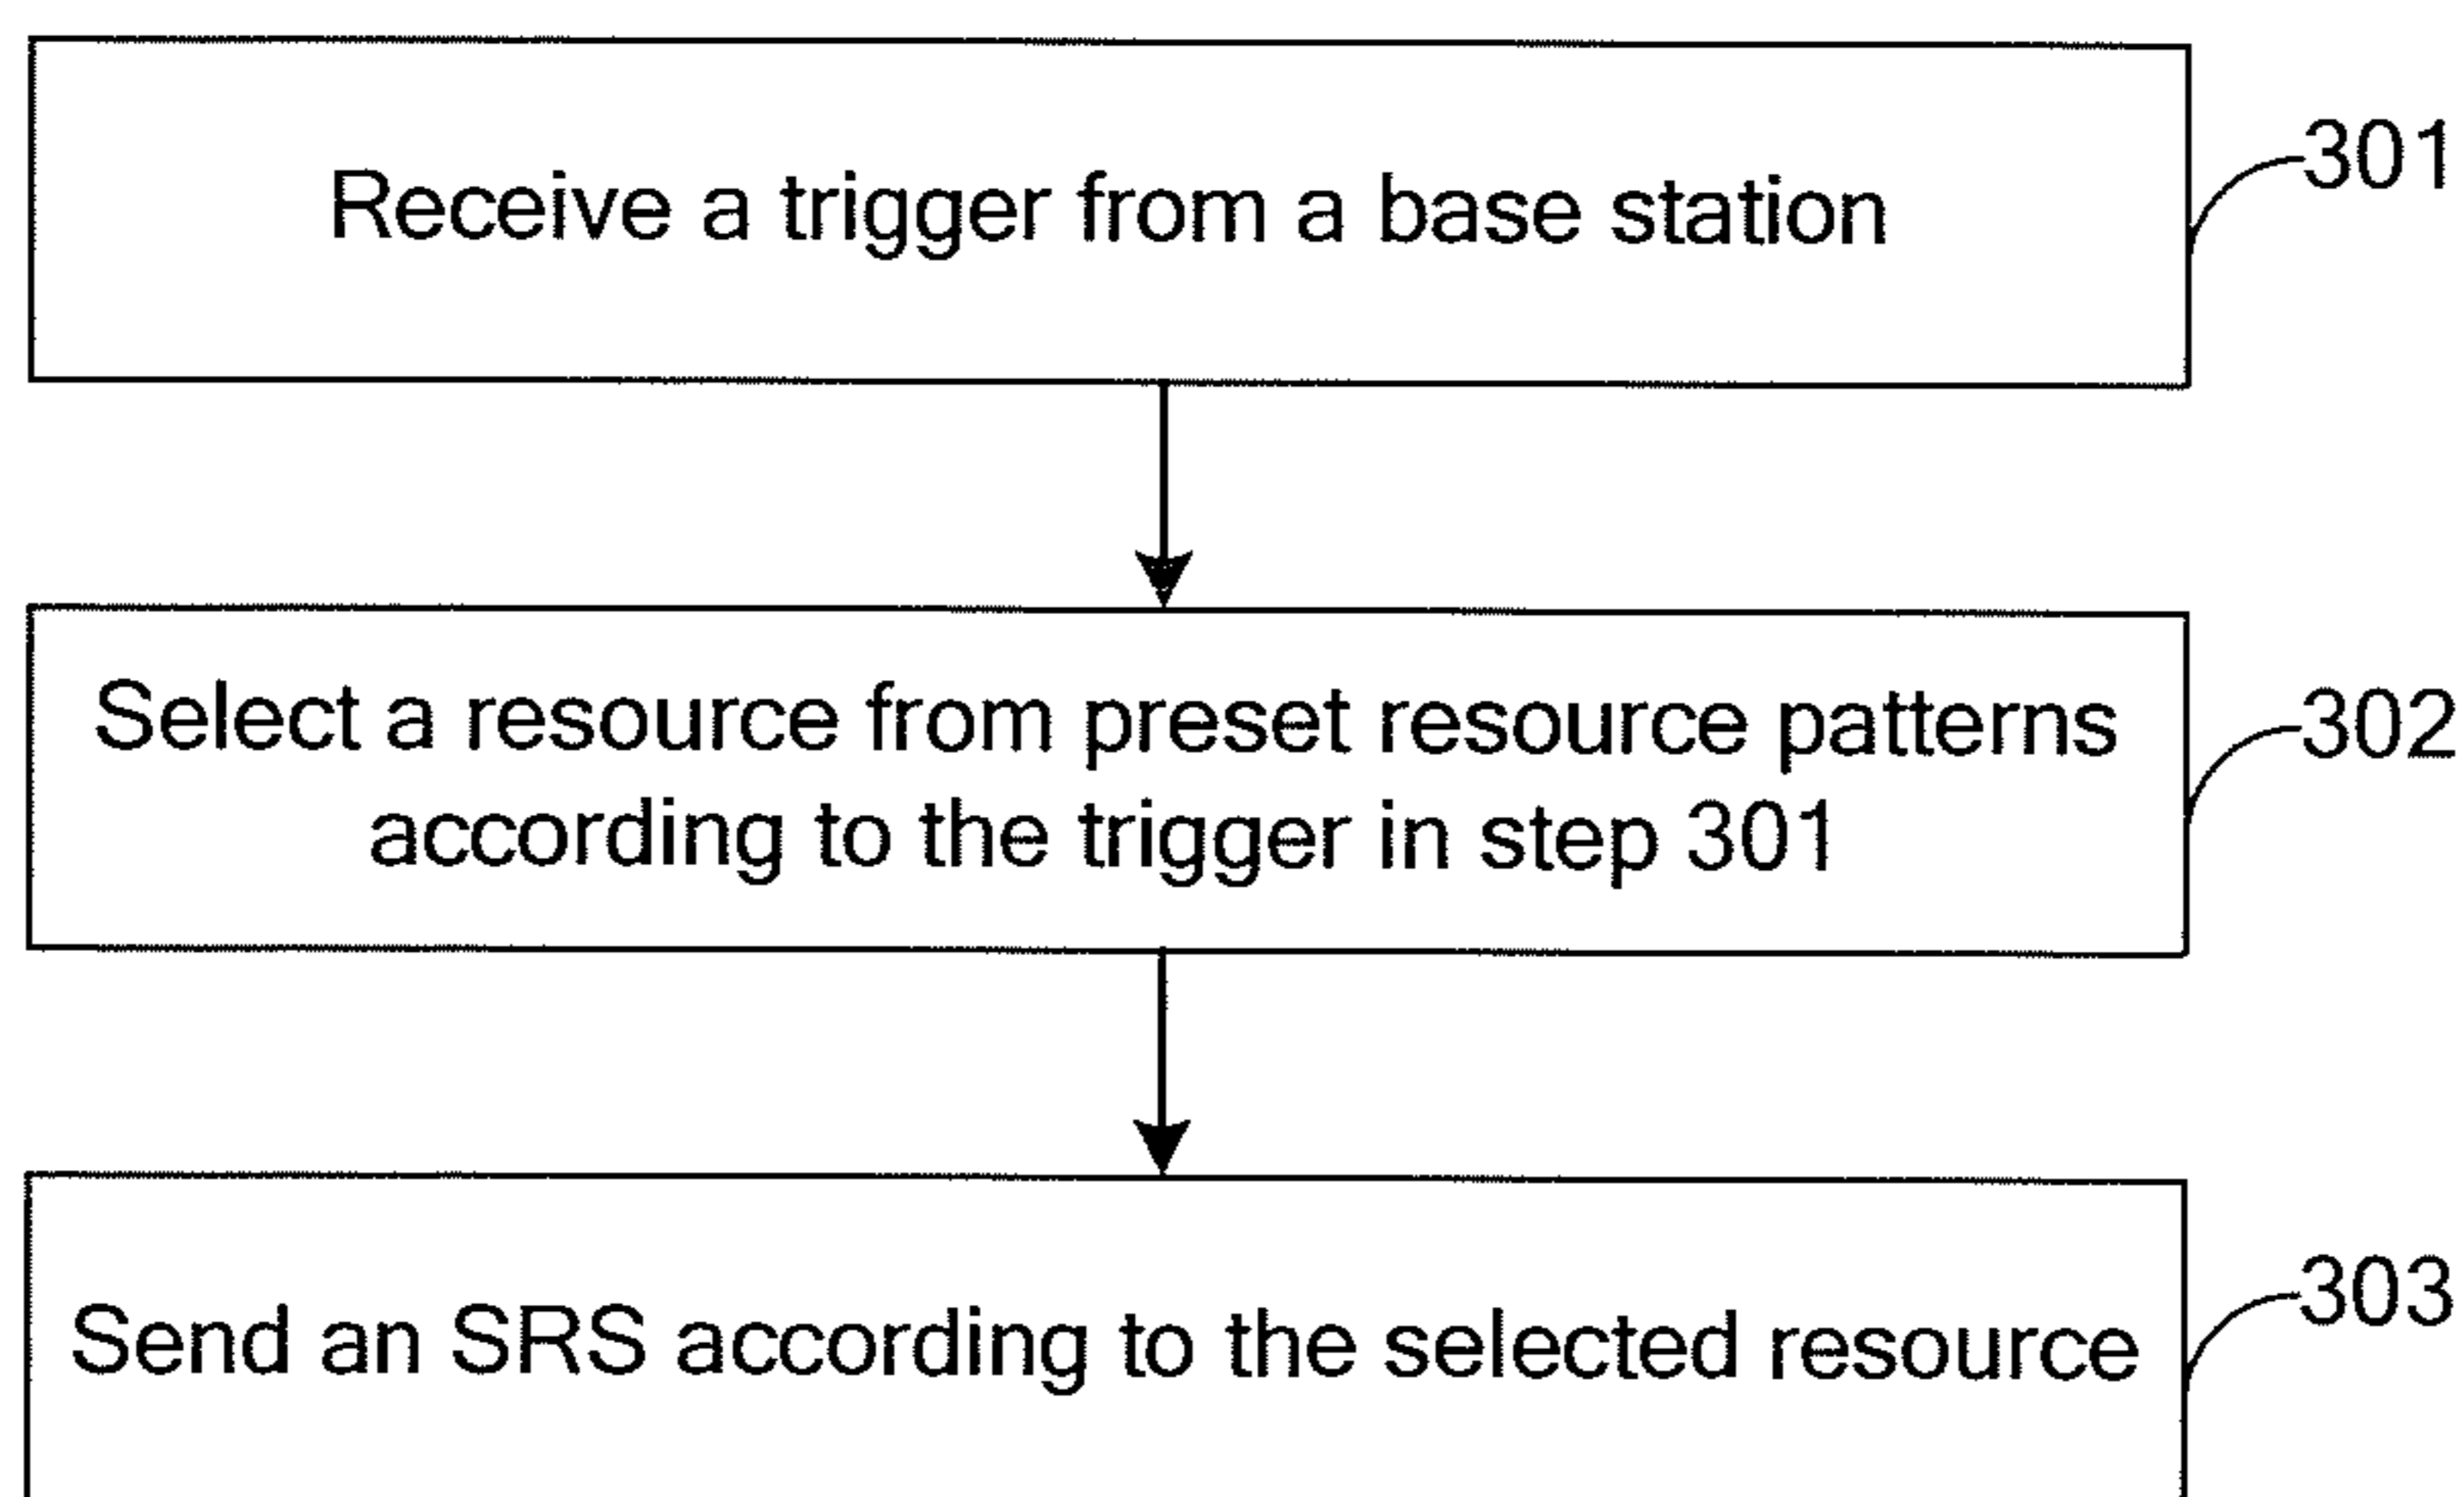 Receive a trigger from a base station
301
Select a resource from preset resource patterns
according to the trigger in step 301
302
Send an SRS according to the selected resource
303